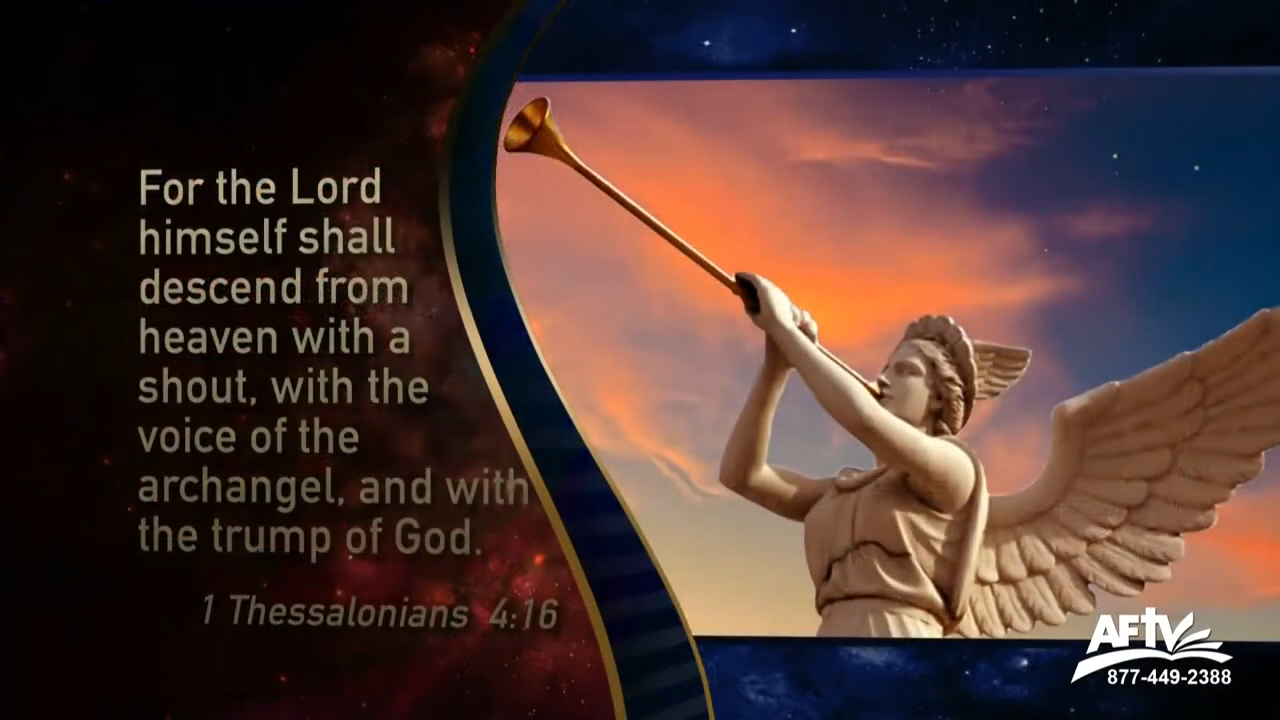 For the Lord
himself shall
descend from
heaven with a
shout, with the
voice of the
archangel, and with
the trump of God.
1 Thessalonians 4:16
AFTV
877-449-2388